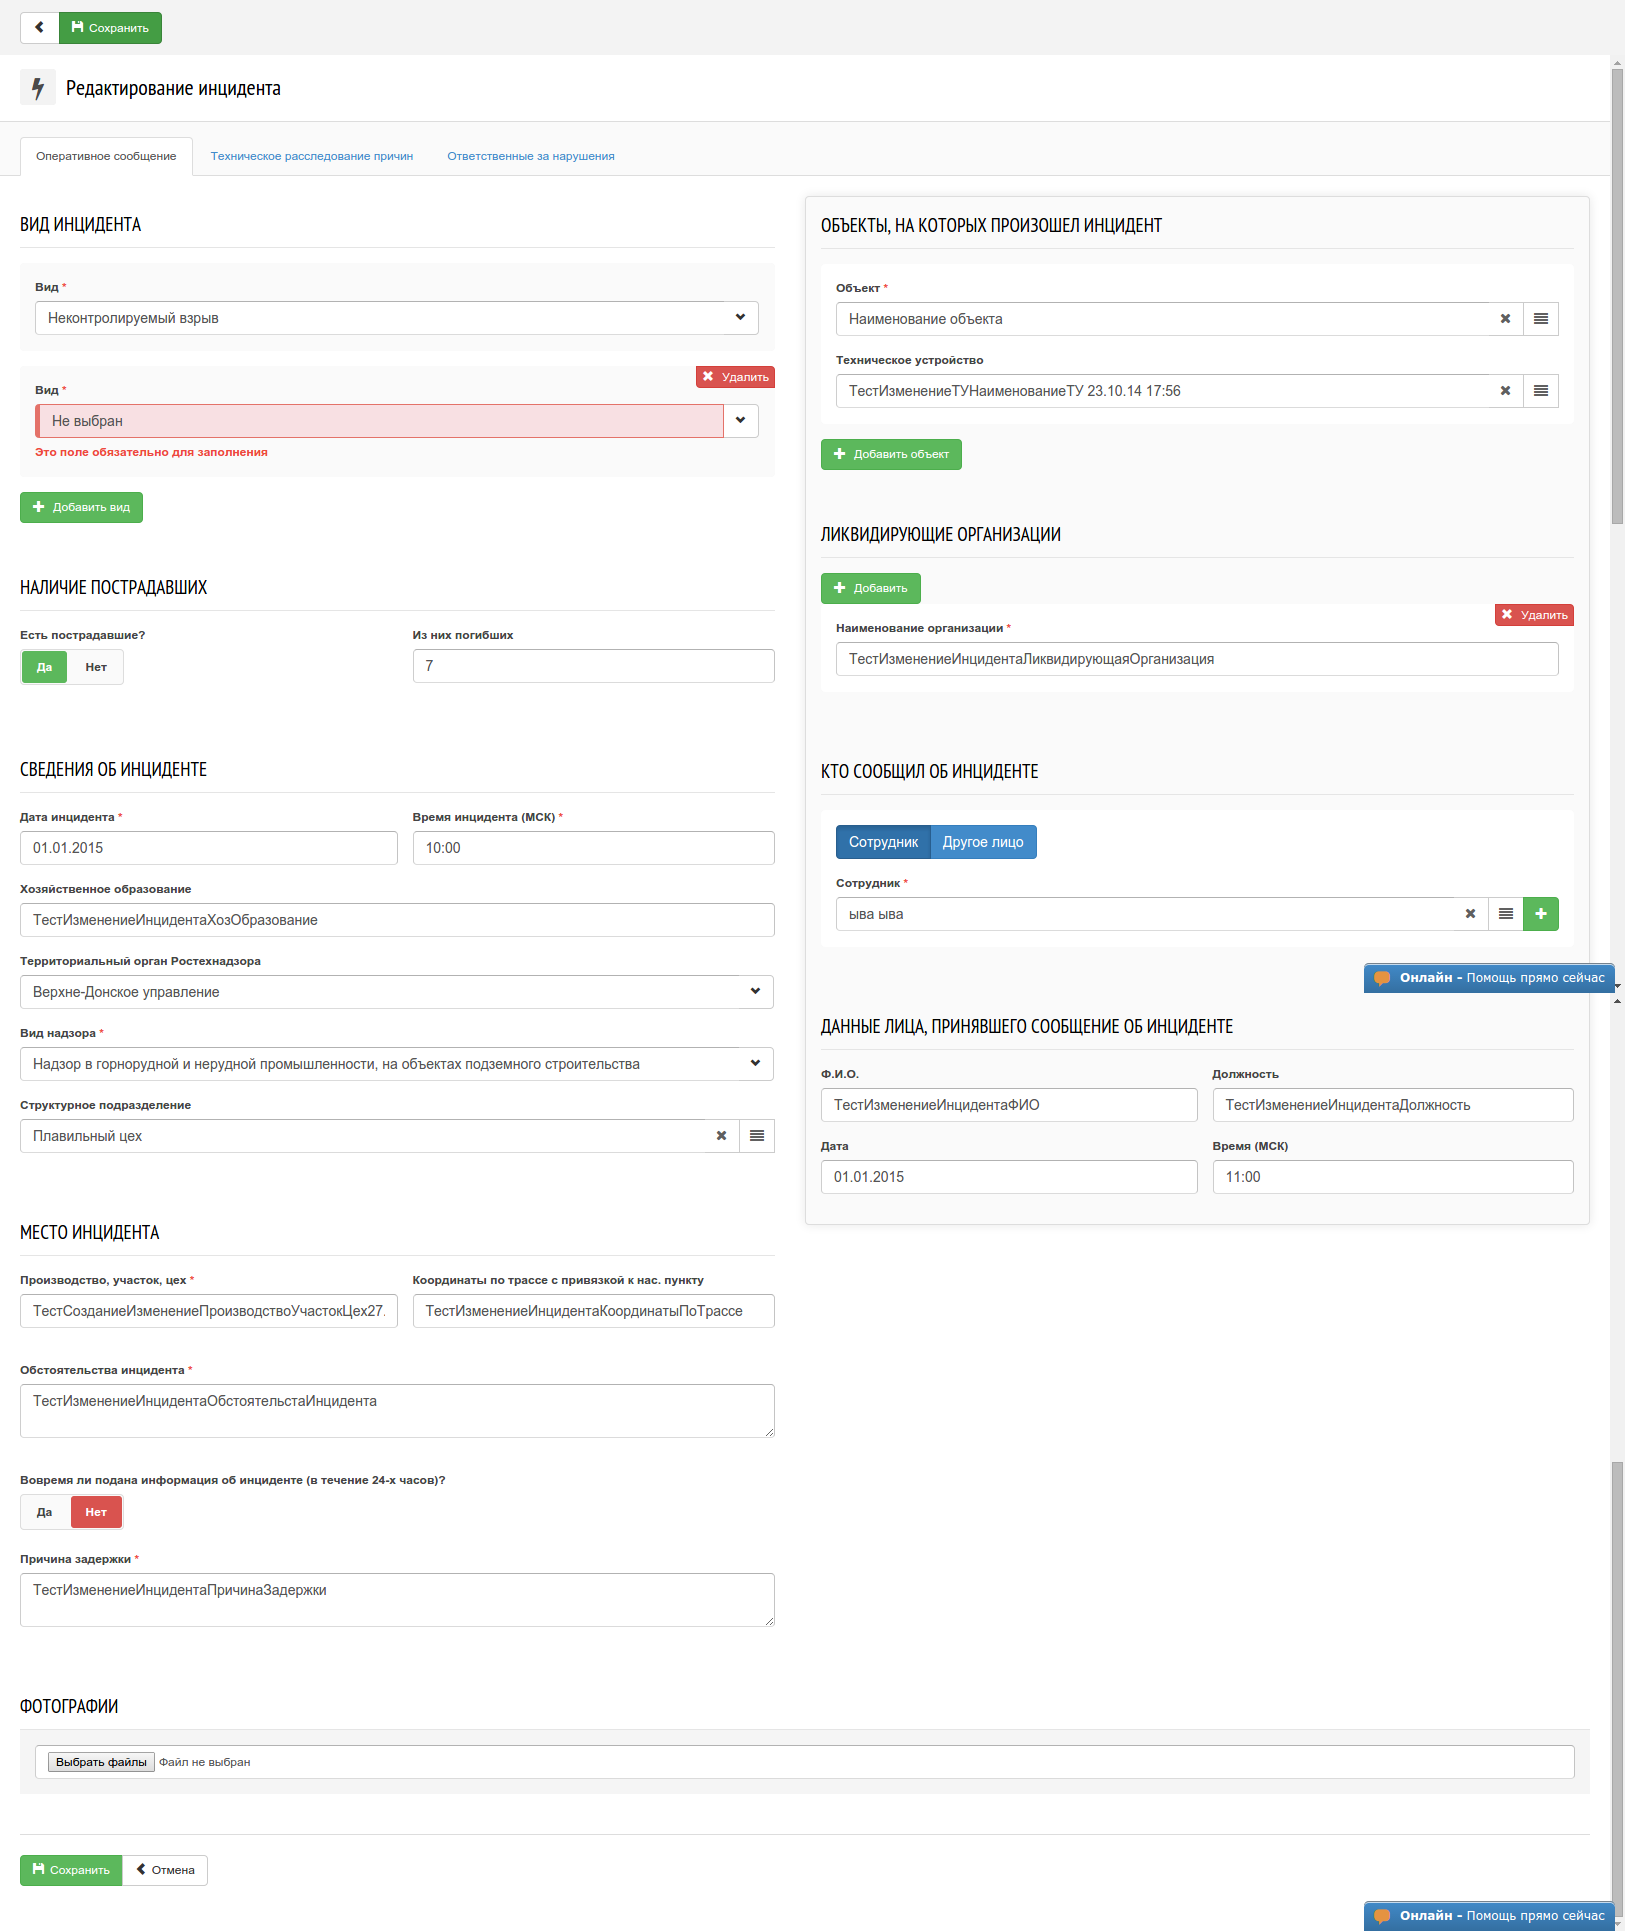 Сохранить
Редактирование инцидента
Оперативное сообщение
Техническое расследование причин
Ответственные за нарушения
ВИД ИНЦИДЕНТА
Вид *
Неконтролируемый взрыв
Удалить
Вид *
Не выбран
Это поле обязательно для заполнения
Добавить вид
НАЛИЧИЕ ПОСТРАДАВШИХ
Есть пострадавшие?
Из них погибших
Да
Нет
7
СВЕДЕНИЯ ОБ ИНЦИДЕНТЕ
Дата инцидента *
Время инцидента (МСК) *
01.01.2015
10:00
Хозяйственное образование
ТестИзменениеИнцидентаХозОбразование
Территориальный орган Ростехнадзора
Верхне-Донское управление
Вид надзора *
Надзор в горнорудной и нерудной промышленности, на объектах подземного строительства
Структурное подразделение
Плавильный цех
МЕСТО ИНЦИДЕНТА
Производство, участок, цех *
Координаты по трассе с привязкой к нас. пункту
ТестСозданиеИзменениеПроизводствоУчастокЦех27.
ТестИзменениеИнцидентаКоординатыПоТрассе
Обстоятельства инцидента *
ТестИзменениеИнцидентаОбстоятельстаИнцидента
Вовремя ли подана информация об инциденте (в течение 24-х часов)?
Да
Нет
Причина задержки *
ТестИзменениеИнцидентаПричинаЗадержки
ОБЪЕКТЫ, НА КОТОРЫХ ПРОИЗОШЕЛ ИНЦИДЕНТ
Объект *
Наименование объекта
Техническое устройство
ТестИзменениеТУНаименованиеТУ 23.10.14 17:56
Добавить объект
ЛИКВИДИРУЮЩИЕ ОРГАНИЗАЦИИ
Добавить
Удалить
Наименование организации *
ТестИзменениеИнцидентаЛиквидирующаяОрганизация
КТО СООБЩИЛ ОБ ИНЦИДЕНТЕ
Сотрудник
Другое лицо
Сотрудник *
ыва ыва
Онлайн - Помощь прямо сейчас
ДАННЫЕ ЛИЦА, ПРИНЯВШЕГО СООБЩЕНИЕ ОБ ИНЦИДЕНТЕ
Ф.И.О.
Должность
ТестИзменениеИнцидентаФИО
ТестИзменениеИнцидентаДолжность
Дата
Время (МСК)
01.01.2015
11:00
ФОТОГРАФИИ
Выбрать файлы
Файл не выбран
Сохранить
Отмена
Онлайн - Помощь прямо сейчас